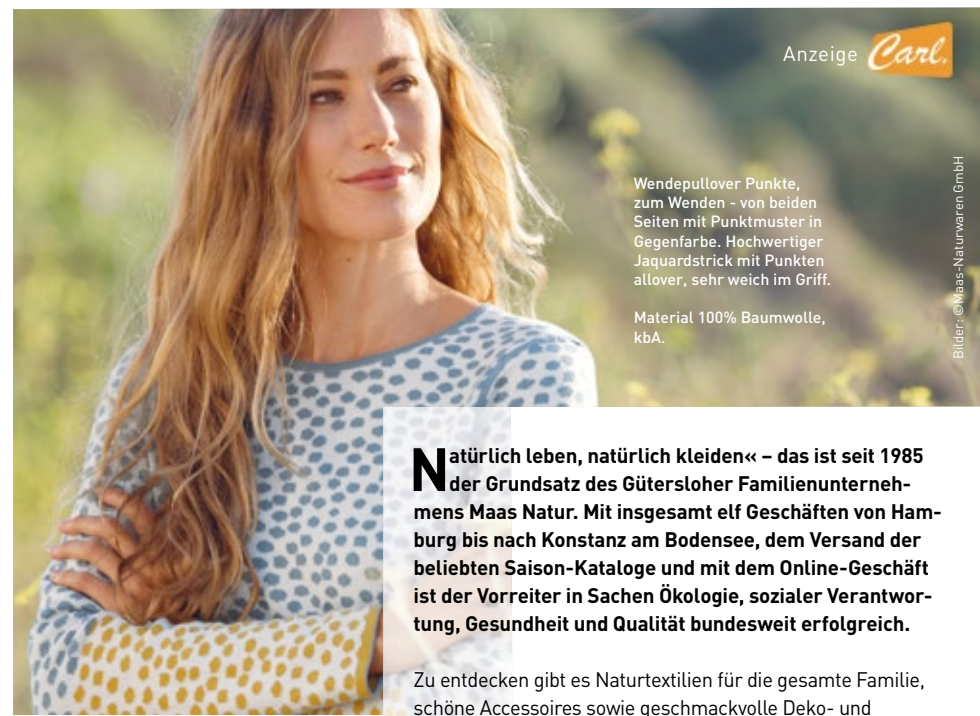 Anzeige Carl.
Wendepullover Punkte,
zum Wenden - von beiden
Seiten mit Punktmuster in
Gegenfarbe. Hochwertiger
Jaquardstrick mit Punkten
allover, sehr weich im Griff.
Material 100% Baumwolle,
kbA.
Bilder: ©Maas-Naturwaren GmbH
Natürlich leben, natürlich kleiden« – das ist seit 1985
der Grundsatz des Gütersloher Familienunterneh-
mens Maas Natur. Mit insgesamt elf Geschäften von Ham-
burg bis nach Konstanz am Bodensee, dem Versand der
beliebten Saison-Kataloge und mit dem Online-Geschäft
ist der Vorreiter in Sachen Ökologie, sozialer Verantwor-
tung, Gesundheit und Qualität bundesweit erfolgreich.
Zu entdecken gibt es Naturtextilien für die gesamte Familie,
schöne Accessoires sowie geschmackvolle Deko- und